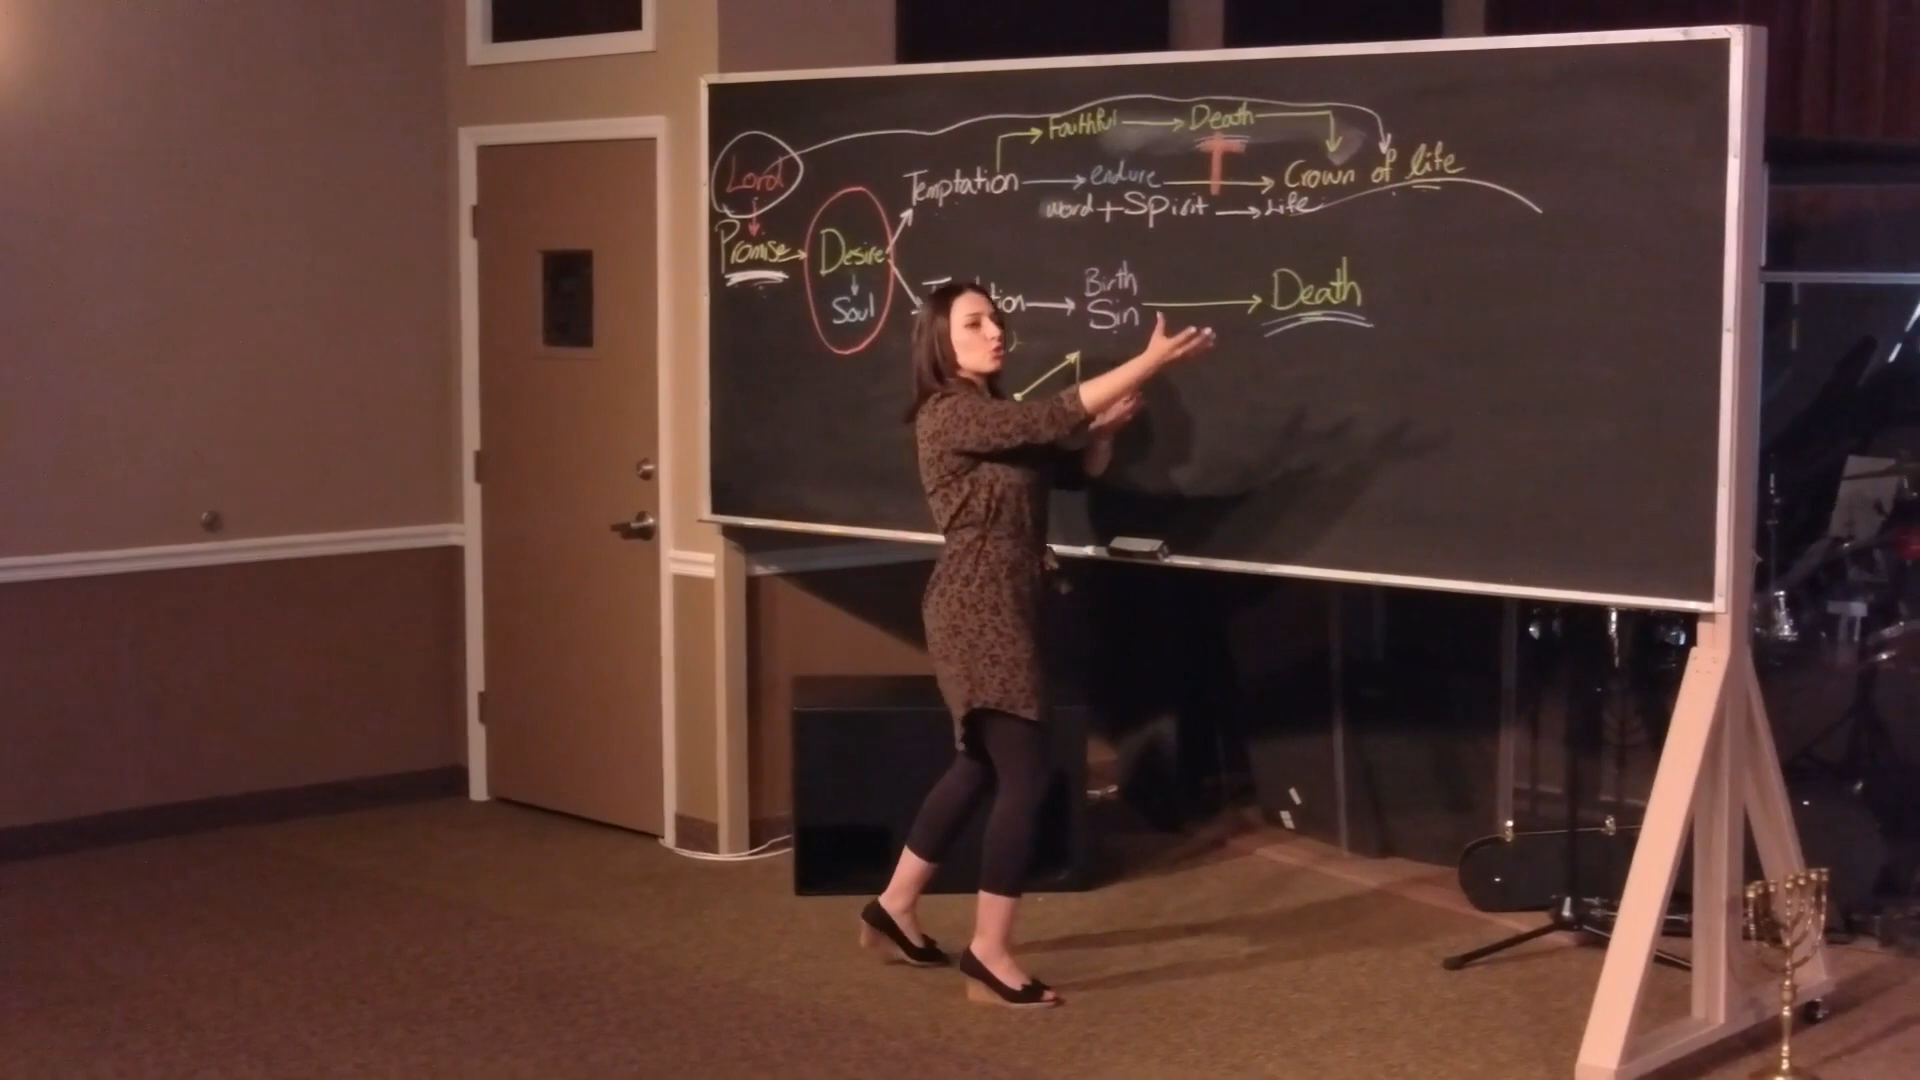 Faithful Death
Lord Temptation endure Crown of life
word + Spirit Life
Promise Desire Birth
Soul Sin Death